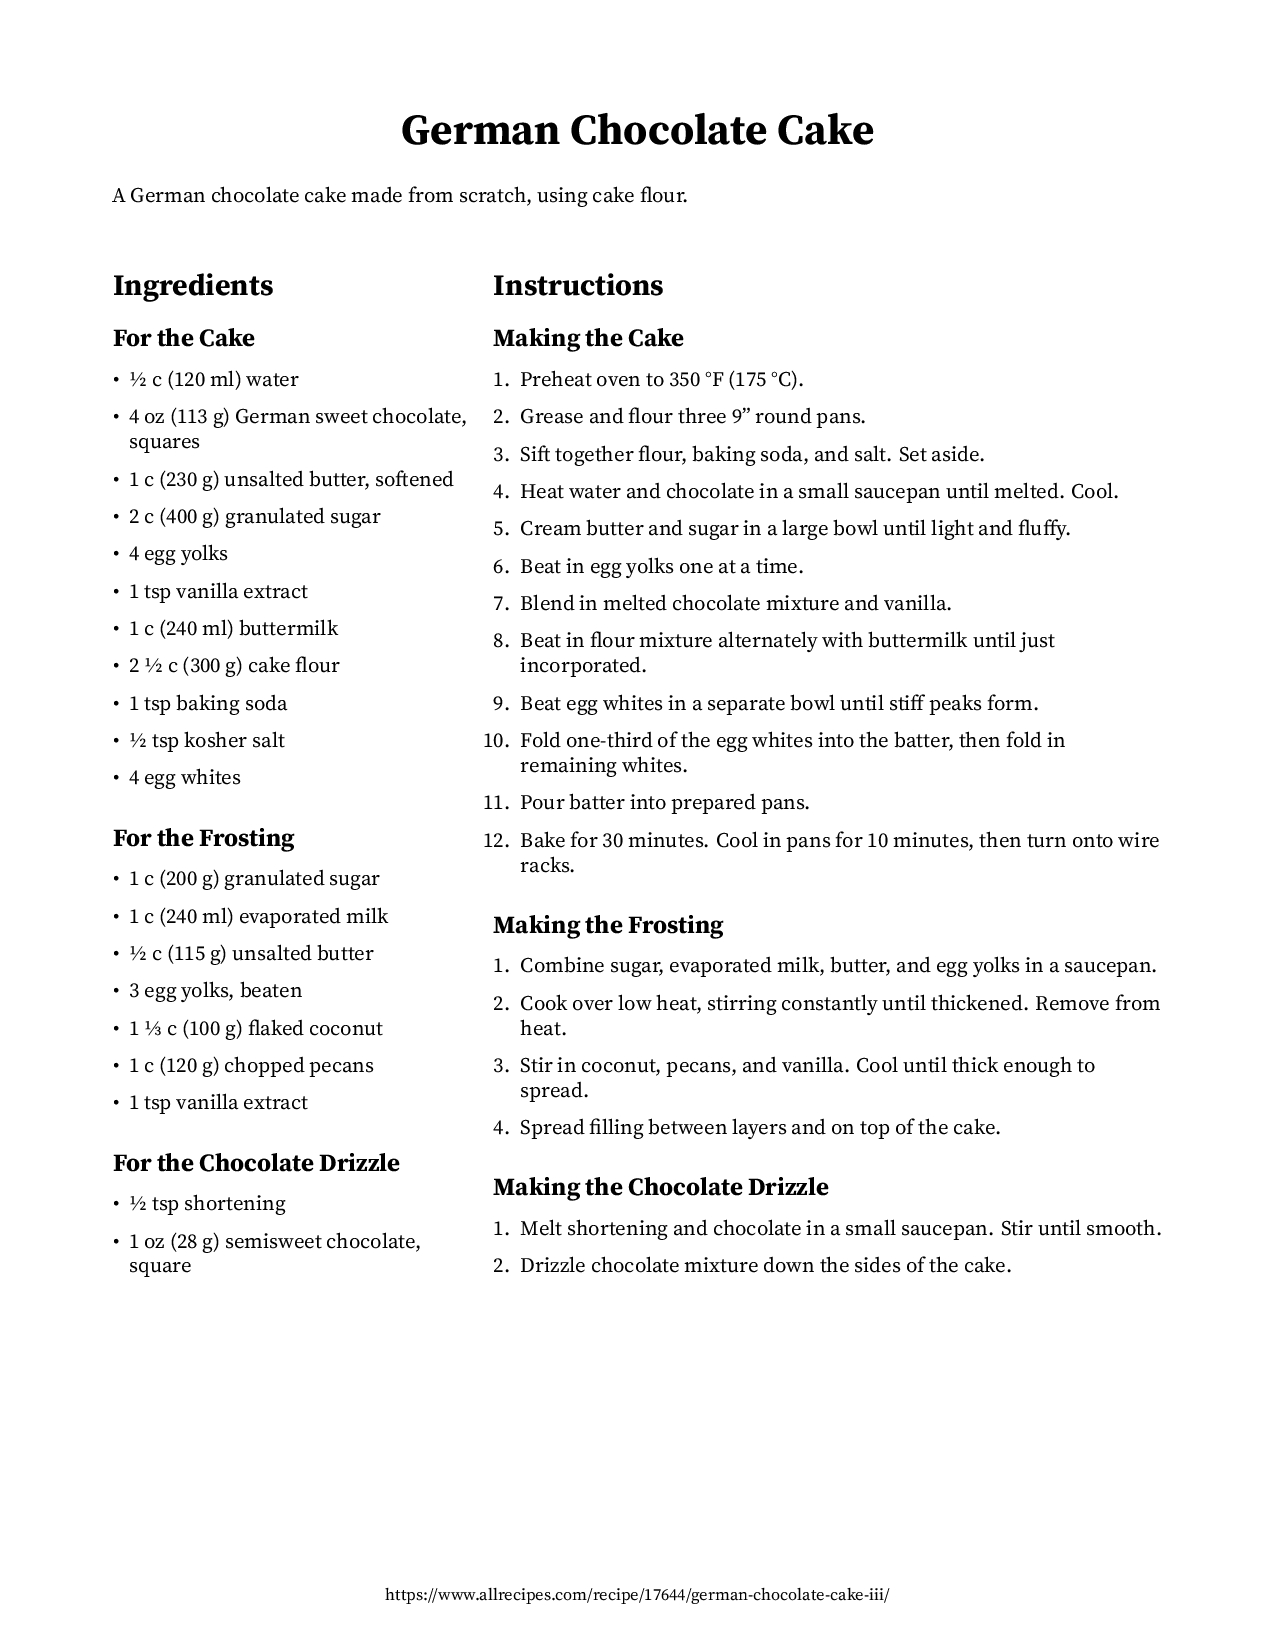 German Chocolate Cake
A German chocolate cake made from scratch, using cake flour.
Ingredients
For the Cake
• ½ c (120 ml) water
• 4 oz (113 g) German sweet chocolate,
squares
• 1 c (230 g) unsalted butter, softened
• 2 c (400 g) granulated sugar
• 4 egg yolks
• 1 tsp vanilla extract
• 1 c (240 ml) buttermilk
• 2 ½ c (300 g) cake flour
• 1 tsp baking soda
• ½ tsp kosher salt
• 4 egg whites
For the Frosting
• 1 c (200 g) granulated sugar
• 1 c (240 ml) evaporated milk
• ½ c (115 g) unsalted butter
• 3 egg yolks, beaten
• 1 ⅓ c (100 g) flaked coconut
• 1 c (120 g) chopped pecans
• 1 tsp vanilla extract
For the Chocolate Drizzle
• ½ tsp shortening
• 1 oz (28 g) semisweet chocolate,
square
Instructions
Making the Cake
1. Preheat oven to 350 °F (175 °C).
2. Grease and flour three 9” round pans.
3. Sift together flour, baking soda, and salt. Set aside.
4. Heat water and chocolate in a small saucepan until melted. Cool.
5. Cream butter and sugar in a large bowl until light and fluffy.
6. Beat in egg yolks one at a time.
7. Blend in melted chocolate mixture and vanilla.
8. Beat in flour mixture alternately with buttermilk until just
incorporated.
9. Beat egg whites in a separate bowl until stiff peaks form.
10. Fold one-third of the egg whites into the batter, then fold in
remaining whites.
11. Pour batter into prepared pans.
12. Bake for 30 minutes. Cool in pans for 10 minutes, then turn onto wire
racks.
Making the Frosting
1. Combine sugar, evaporated milk, butter, and egg yolks in a saucepan.
2. Cook over low heat, stirring constantly until thickened. Remove from
heat.
3. Stir in coconut, pecans, and vanilla. Cool until thick enough to
spread.
4. Spread filling between layers and on top of the cake.
Making the Chocolate Drizzle
1. Melt shortening and chocolate in a small saucepan. Stir until smooth.
2. Drizzle chocolate mixture down the sides of the cake.
https://www.allrecipes.com/recipe/17644/german-chocolate-cake-iii/